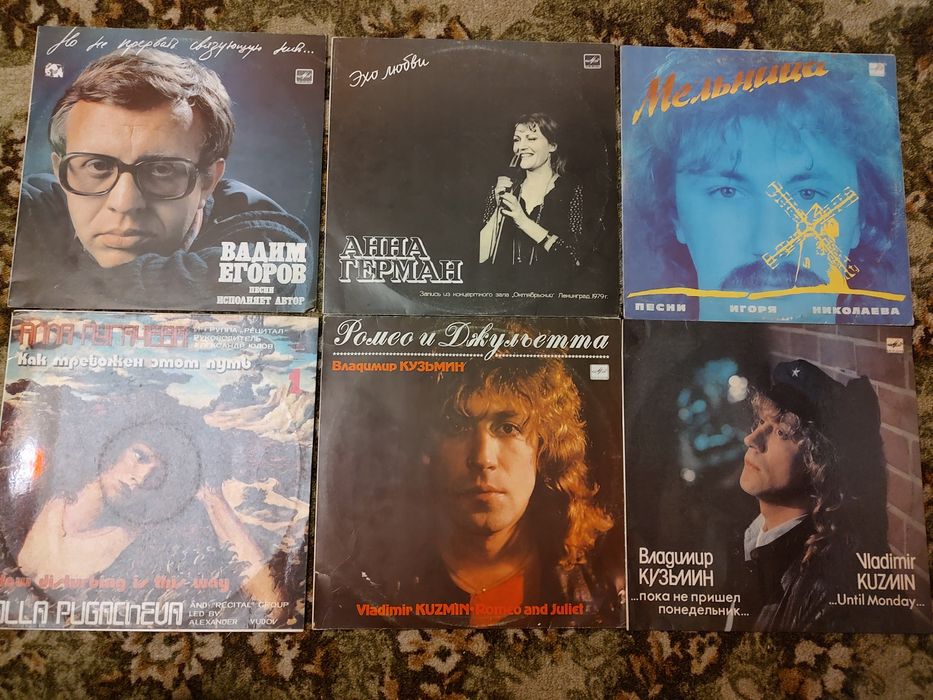 Но не прервать связующую нить...
ВАДИМ
ЕГОРОВ
ПЕСНИ
ИСПОЛНЯЕТ АВТОР
Эхо любви
АННА
ГЕРМАН
Запись из концертного зала „Октябрьский" Ленинград, 1979 г.
Мельница
ПЕСНИ ИГОРЯ НИКОЛАЕВА
АЛЛА ПУГАЧЕВА
И ГРУППА „РЕЦИТАЛ"
РУКОВОДИТЕЛЬ
АЛЕКСАНДР ЮДОВ
Как тревожен этот путь
1
How disturbing is this way
ALLA PUGACHEVA
AND "RECITAL" GROUP
LED BY
ALEXANDER YUDOV
Ромео и Джульетта
Владимир КУЗЬМИН
Vladimir KUZMIN·Romeo and Juliet
Владимир
КУЗЬМИН
...пока не пришел
понедельник...
Vladimir
KUZMIN
...Until Monday...